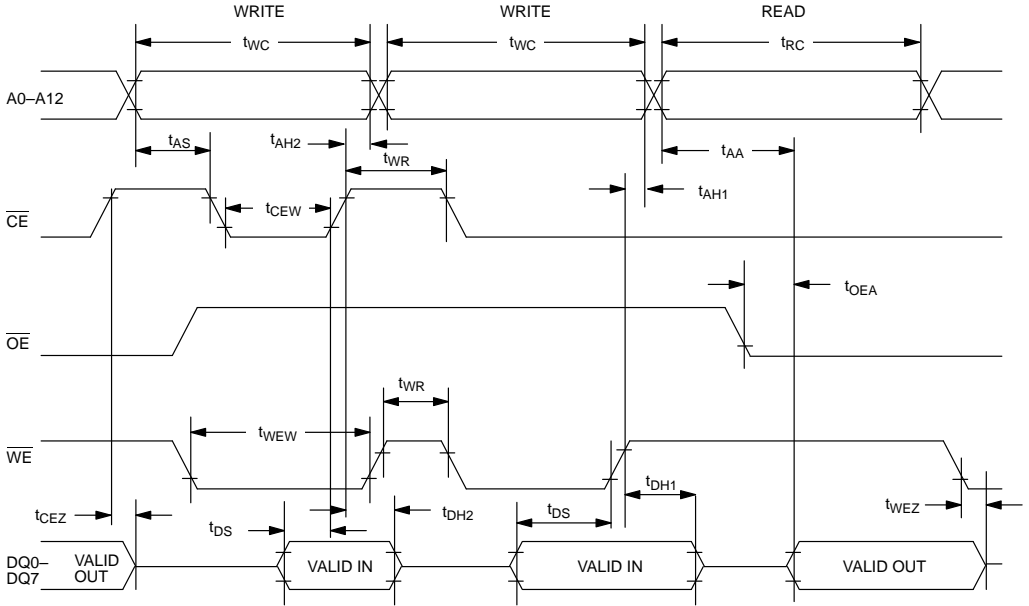 WRITE WRITE READ
tWC tWC tRC
A0–A12
tAS tAH2 tWR tAA
tAH1
CE
tCEW
tOEA
OE
tWR
tWEW
WE
tCEZ tDS tDH2 tDS tDH1 tWEZ
DQ0–
DQ7
VALID
OUT
VALID IN VALID IN VALID OUT